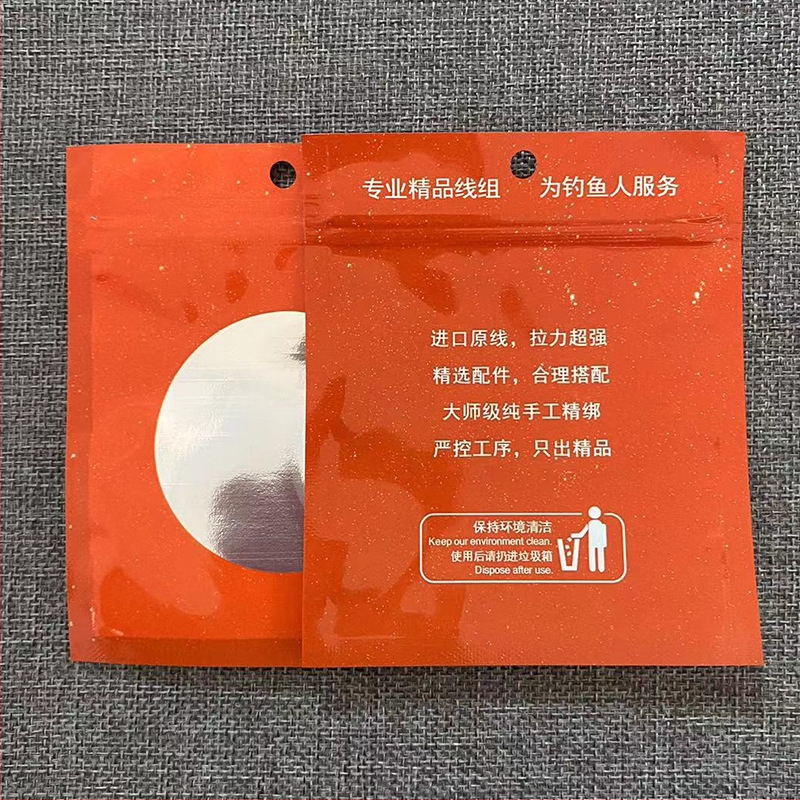 专业精品线组 为钓鱼人服务
进口原线，拉力超强
精选配件，合理搭配
大师级纯手工精绑
严控工序，只出精品
保持环境清洁
Keep our environment clean.
使用后请扔进垃圾箱
Dispose after use.